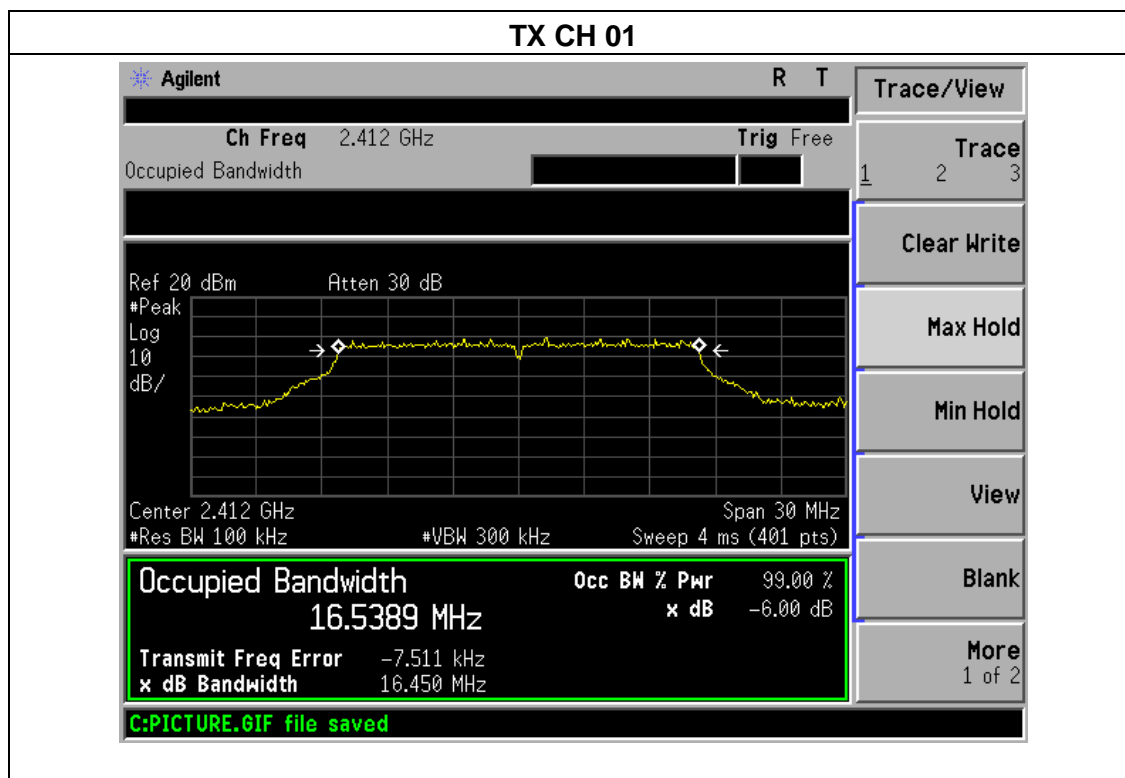 TX CH 01
Agilent R T
Trace/View
Ch Freq 2.412 GHz Trig Free
Occupied Bandwidth
Trace
1 2 3
Clear Write
Ref 20 dBm Atten 30 dB
#Peak
Log
10
dB/
Max Hold
Min Hold
View
Center 2.412 GHz Span 30 MHz
#Res BW 100 kHz #VBW 300 kHz Sweep 4 ms (401 pts)
Occupied Bandwidth Occ BW % Pwr 99.00 %
16.5389 MHz x dB -6.00 dB
Blank
Transmit Freq Error -7.511 kHz
x dB Bandwidth 16.450 MHz
More
1 of 2
C:PICTURE.GIF file saved